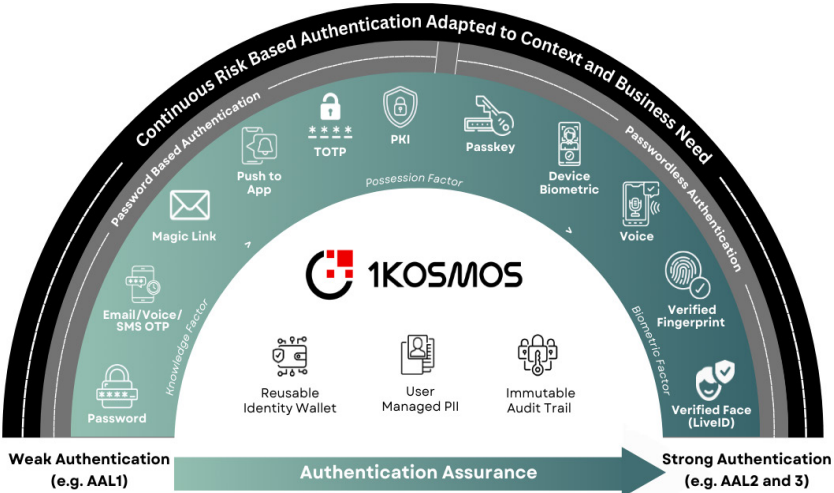 Continuous Risk Based Authentication Adapted to Context and Business Need
Password Based Authentication
Passwordless Authentication
Knowledge Factor
Possession Factor
Biometric Factor
Password
Email/Voice/
SMS OTP
Magic Link
Push to
App
****
TOTP
PKI
Passkey
Device
Biometric
Voice
Verified
Fingerprint
Verified Face
(LiveID)
1KOSMOS
Reusable
Identity Wallet
User
Managed PII
Immutable
Audit Trail
Weak Authentication
(e.g. AAL1)
Authentication Assurance
Strong Authentication
(e.g. AAL2 and 3)